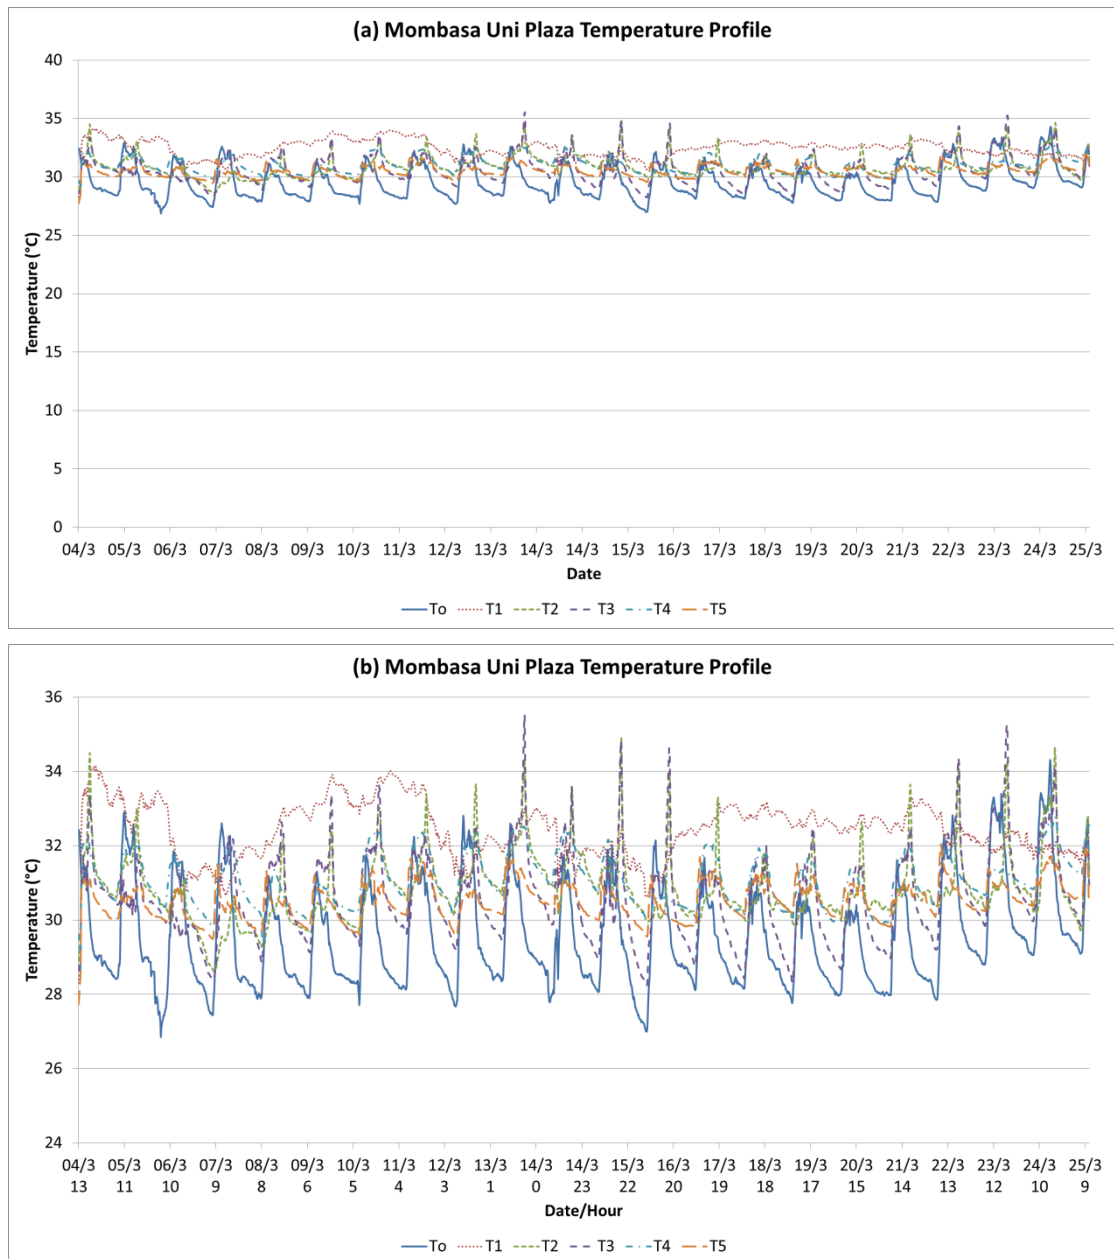 (a) Mombasa Uni Plaza Temperature Profile
40
35
30
25
20
15
10
5
0
Temperature (°C)
04/3 05/3 06/3 07/3 08/3 09/3 10/3 11/3 12/3 13/3 14/3 14/3 15/3 16/3 17/3 18/3 19/3 20/3 21/3 22/3 23/3 24/3 25/3
Date
To T1 T2 T3 T4 T5
(b) Mombasa Uni Plaza Temperature Profile
36
34
32
30
28
26
24
Temperature (°C)
04/3 05/3 06/3 07/3 08/3 09/3 10/3 11/3 12/3 13/3 14/3 14/3 15/3 16/3 17/3 18/3 19/3 20/3 21/3 22/3 23/3 24/3 25/3
13 11 10 9 8 6 5 4 3 1 0 23 22 20 19 18 17 15 14 13 12 10 9
Date/Hour
To T1 T2 T3 T4 T5